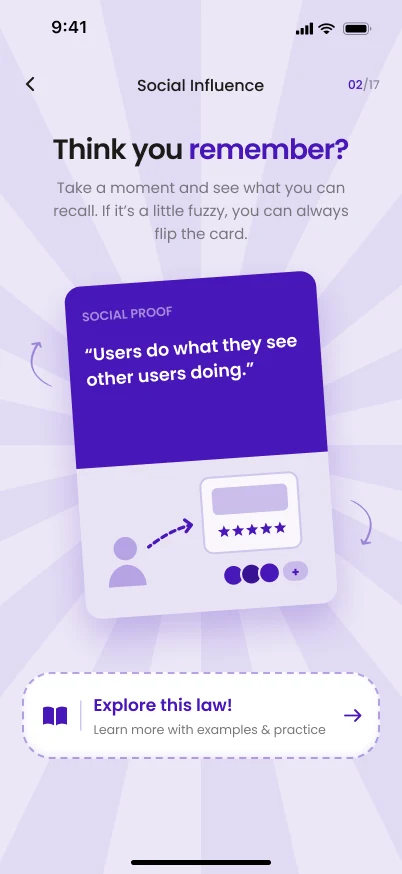 9:41
Social Influence
02/17
Think you remember?
Take a moment and see what you can
recall. If it’s a little fuzzy, you can always
flip the card.
SOCIAL PROOF
“Users do what they see
other users doing.”
+
Explore this law!
Learn more with examples & practice